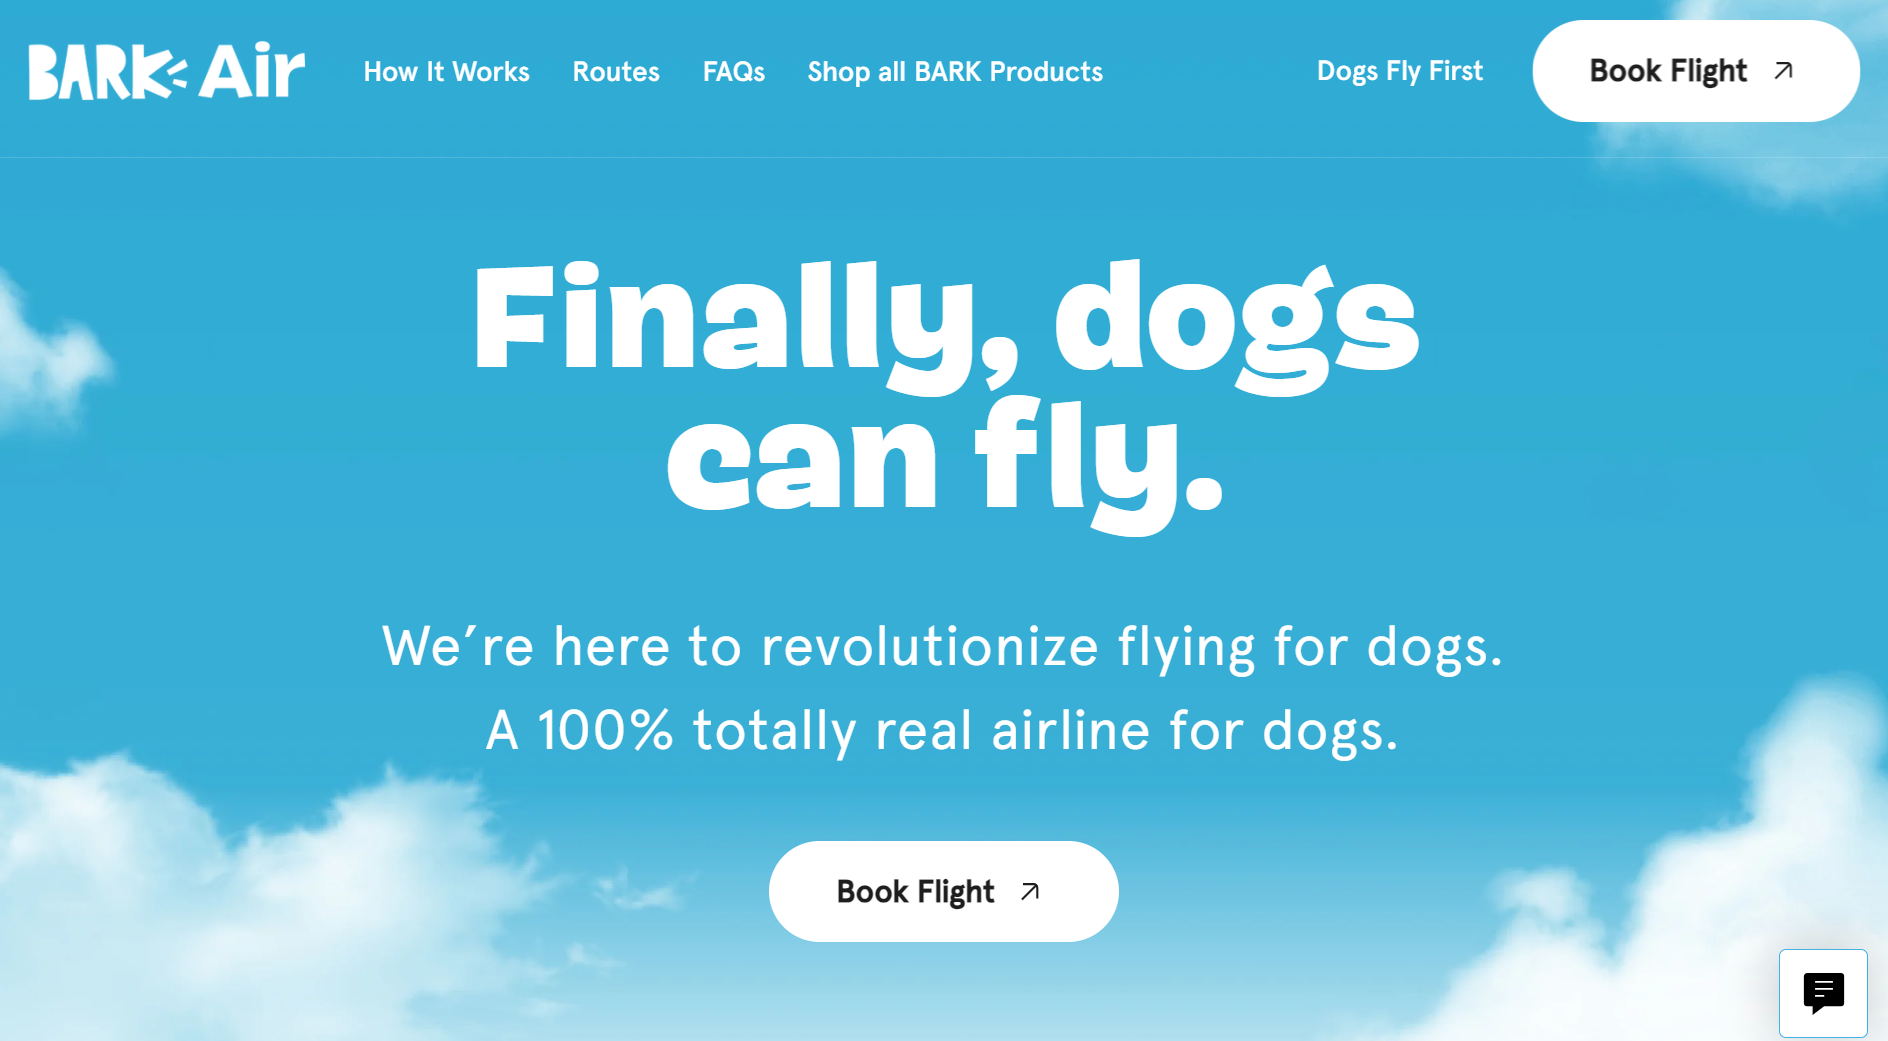 BARK Air
How It Works
Routes
FAQs
Shop all BARK Products
Dogs Fly First
Book Flight
Finally, dogs
can fly.
We’re here to revolutionize flying for dogs.
A 100% totally real airline for dogs.
Book Flight